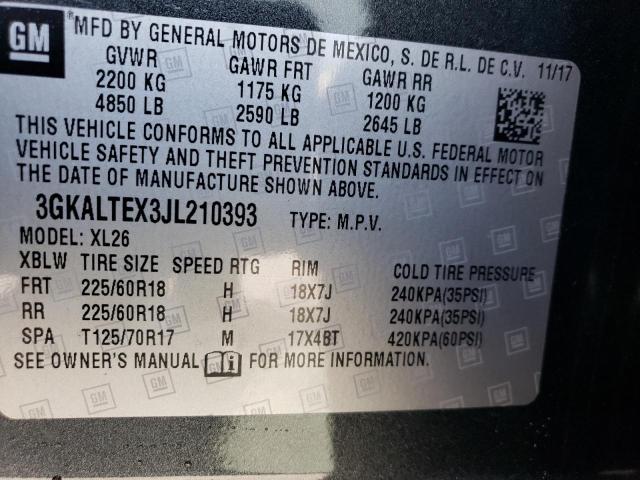 GM
®MFD BY GENERAL MOTORS DE MEXICO, S. DE R.L. DE C.V. 11/17
GVWR GAWR FRT GAWR RR
2200 KG 1175 KG 1200 KG
4850 LB 2590 LB 2645 LB
THIS VEHICLE CONFORMS TO ALL APPLICABLE U.S. FEDERAL MOTOR
VEHICLE SAFETY AND THEFT PREVENTION STANDARDS IN EFFECT ON
THE DATE OF MANUFACTURE SHOWN ABOVE.
3GKALTEX3JL210393 TYPE: M.P.V.
MODEL: XL26
XBLW TIRE SIZE SPEED RTG RIM COLD TIRE PRESSURE
FRT 225/60R18 H 18X7J 240KPA(35PSI)
RR 225/60R18 H 18X7J 240KPA(35PSI)
SPA T125/70R17 M 17X4BT 420KPA(60PSI)
SEE OWNER'S MANUAL FOR MORE INFORMATION.